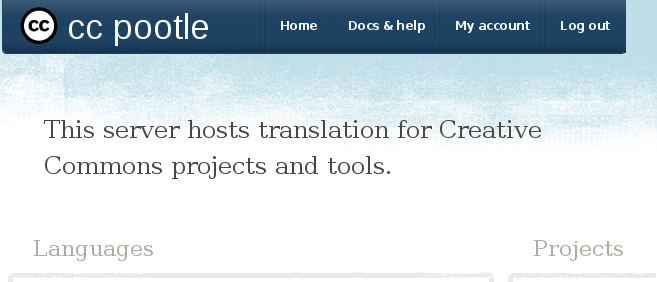 cc cc pootle Home Docs & help My account Log out
This server hosts translation for Creative
Commons projects and tools.
Languages Projects